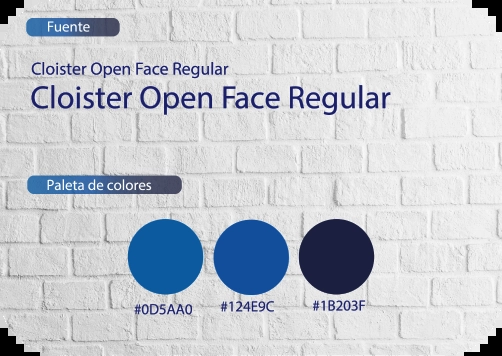 Fuente
Cloister Open Face Regular
Cloister Open Face Regular
Paleta de colores
#0D5AA0
#124E9C
#1B203F